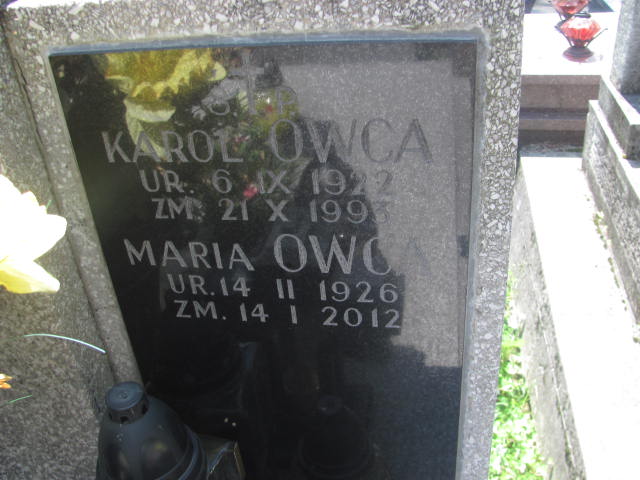 Ś P
KAROL OWCA
UR. 6 IX 1922
ZM. 21 X 1993
MARIA OWCA
UR. 14 II 1926
ZM. 14 I 2012